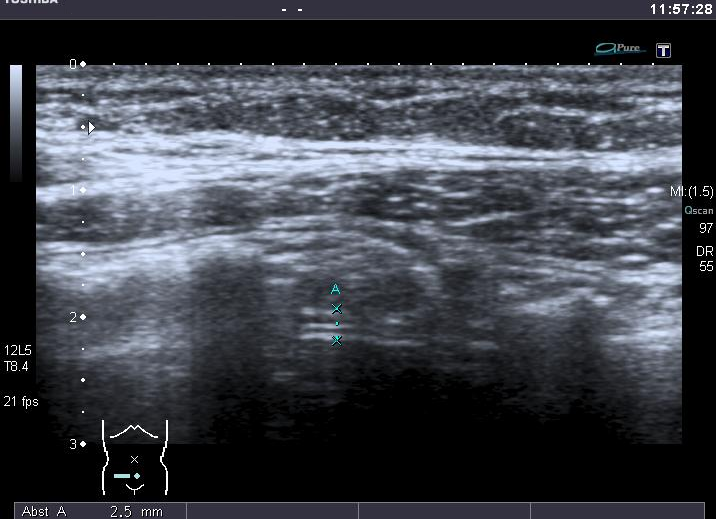 TOSHIBA
- -
11:57:28
aPure
T
0
1
2
3
MI:(1.5)
Qscan
97
DR
55
A
12L5
T8.4
21 fps
Abst A 2.5 mm